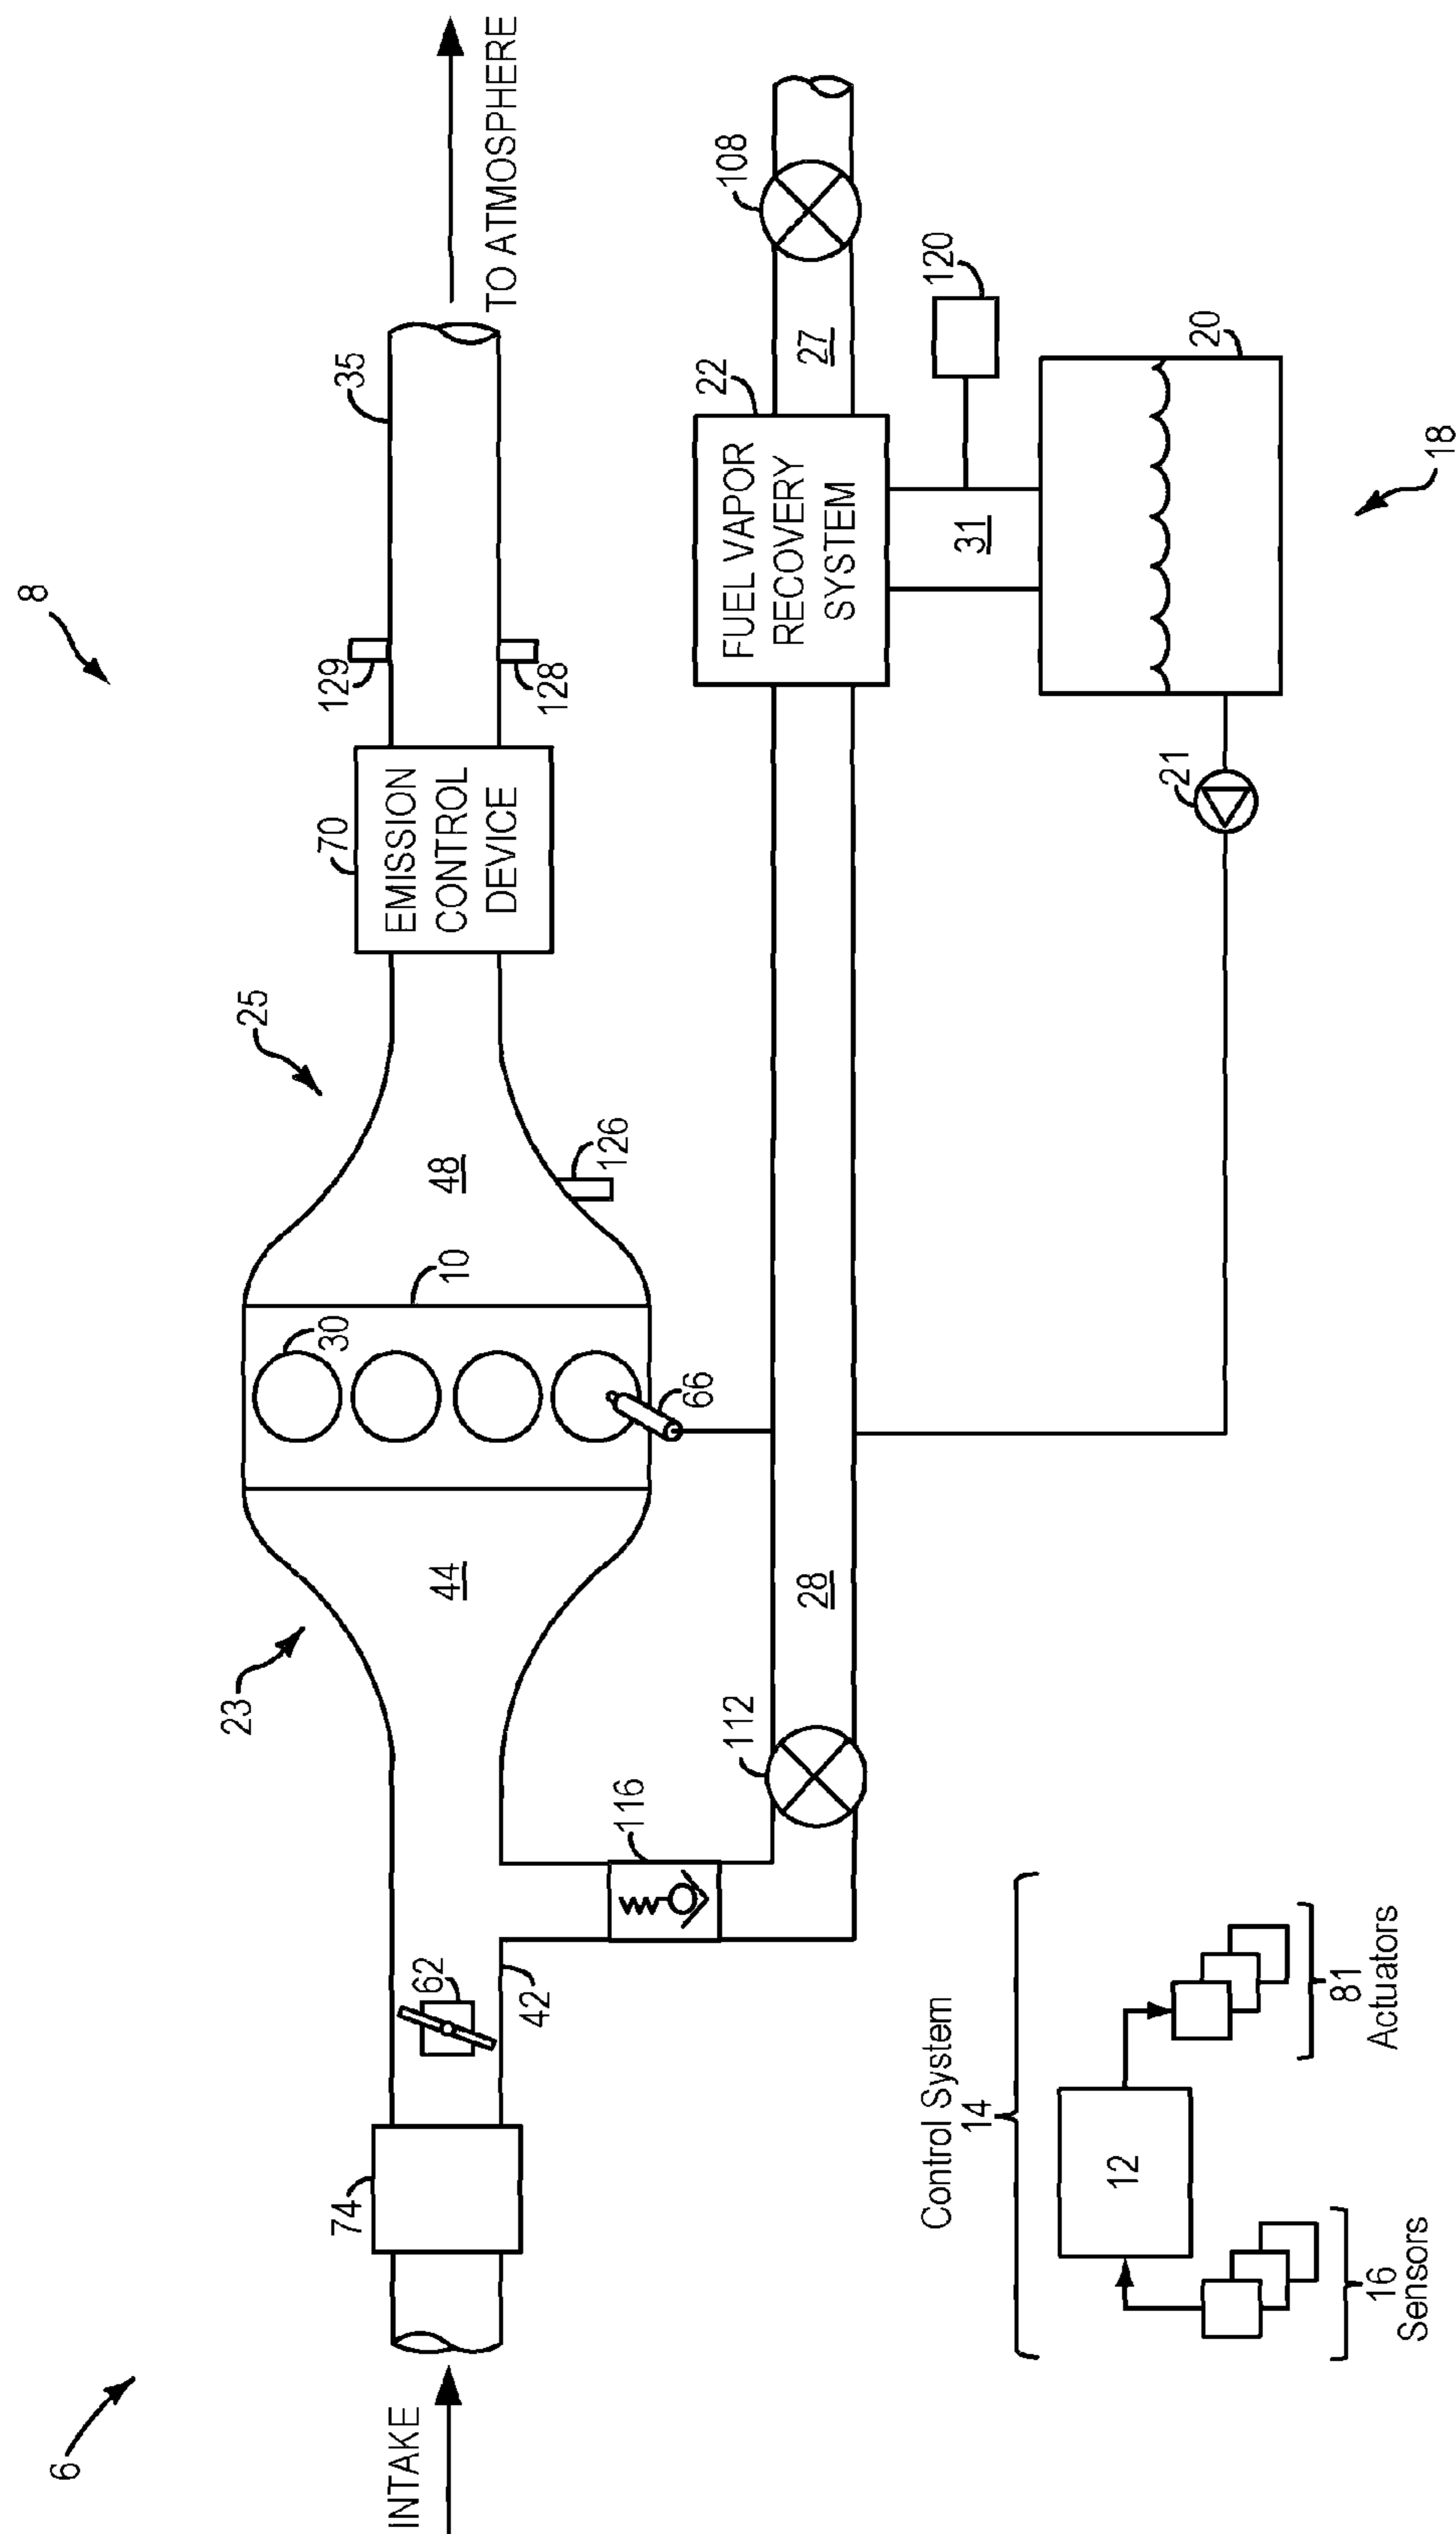 6
8
INTAKE
74
62
42
23
44
30
10
66
48
126
25
70
EMISSION
CONTROL
DEVICE
129
128
35
TO ATMOSPHERE
116
112
28
22
FUEL VAPOR
RECOVERY
SYSTEM
27
108
31
120
20
21
18
Control System
14
12
16
Sensors
81
Actuators